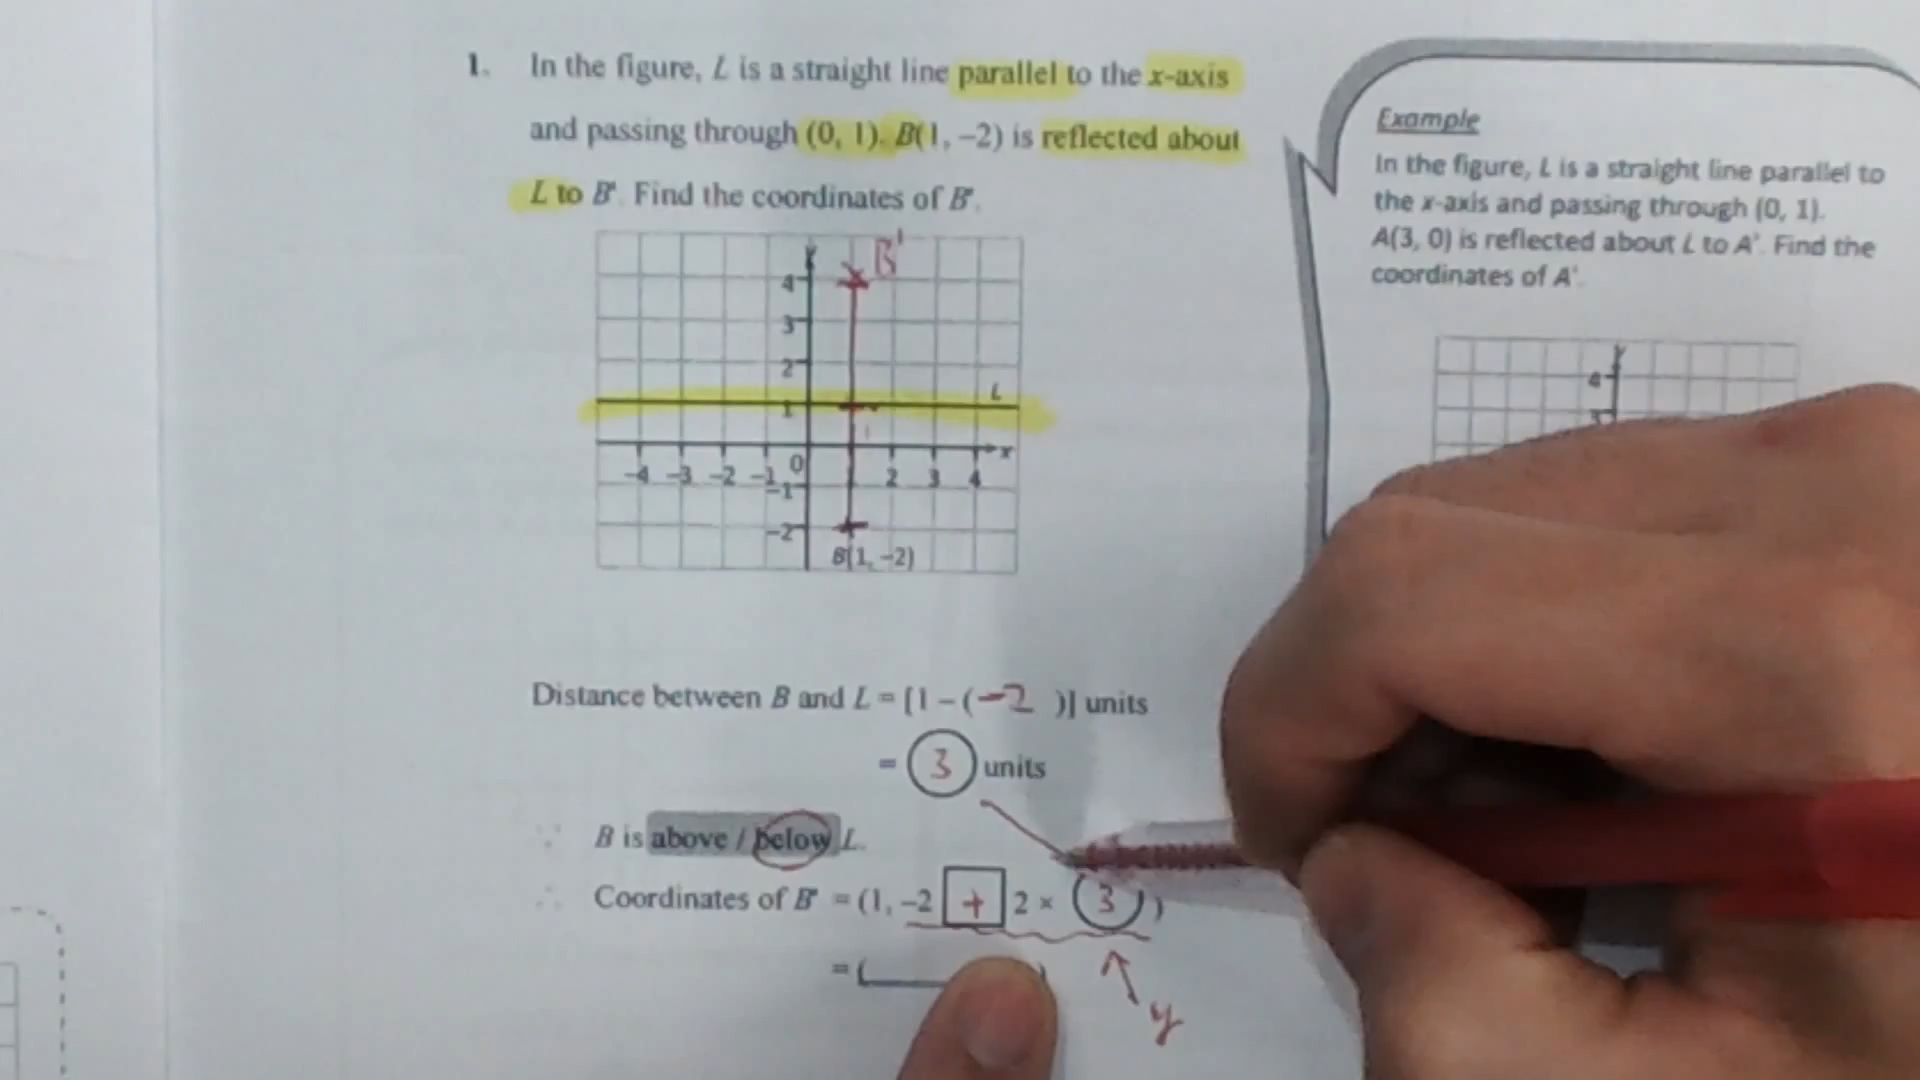 1. In the figure, L is a straight line parallel to the x-axis
and passing through (0, 1). B(1, −2) is reflected about
L to B'. Find the coordinates of B'.
y
B'
4
3
2
L
1
x
0
−4 −3 −2 −1 2 3 4
−1
−2
B(1, −2)
Distance between B and L = [1 − (−2 )] units
= 3 units
∵ B is above / below L.
∴ Coordinates of B' = (1, −2 + 2 × 3 )
= (
y
Example
In the figure, L is a straight line parallel to
the x-axis and passing through (0, 1).
A(3, 0) is reflected about L to A'. Find the
coordinates of A'.
y
4